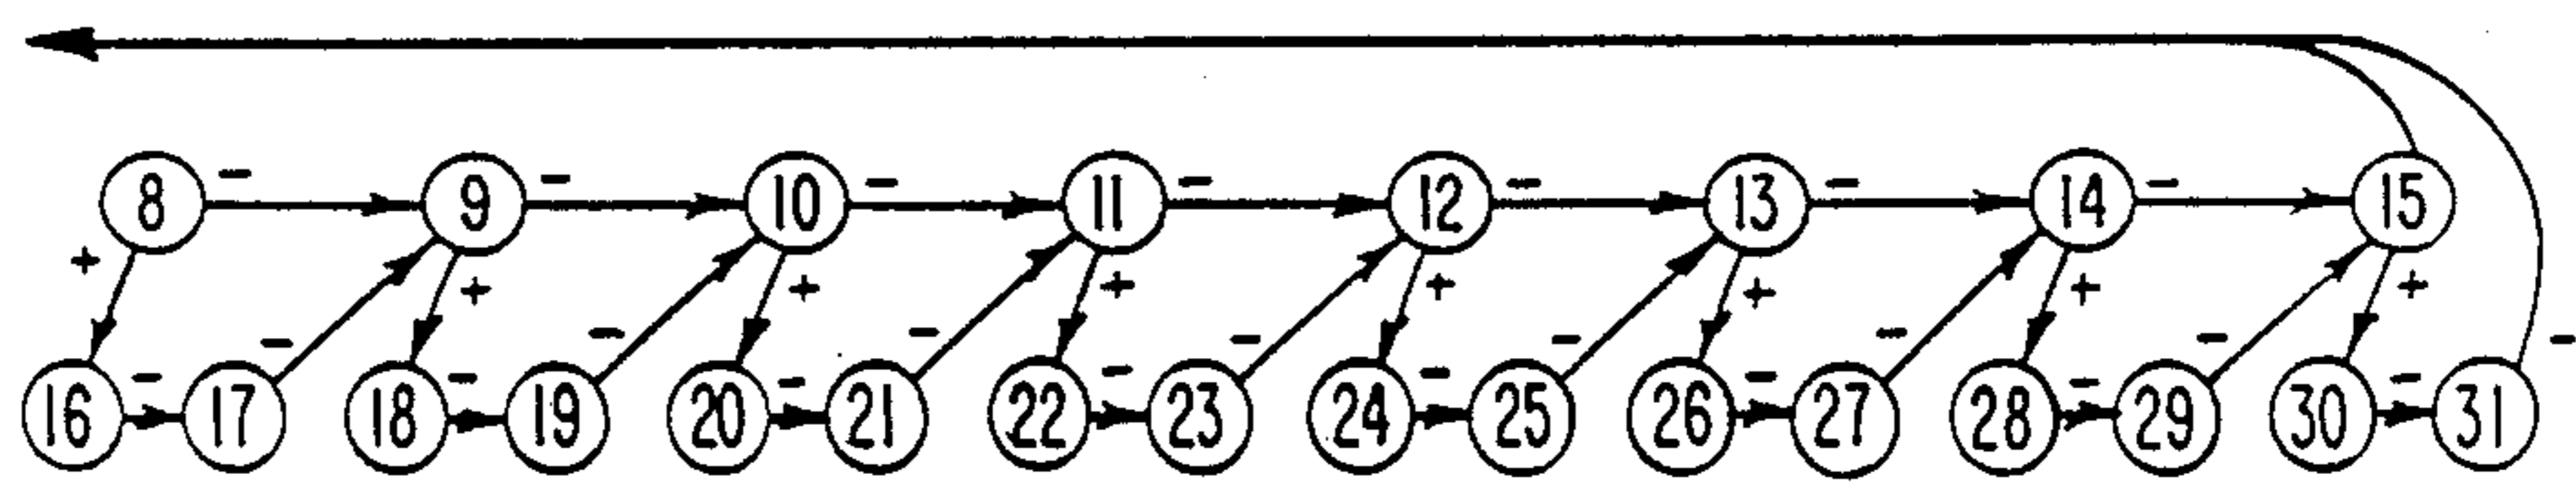 8 - 9 - 10 - 11 - 12 - 13 - 14 - 15
+ + + + + + + +
- - - - - - - -
16 - 17 18 - 19 20 - 21 22 - 23 24 - 25 26 - 27 28 - 29 30 - 31